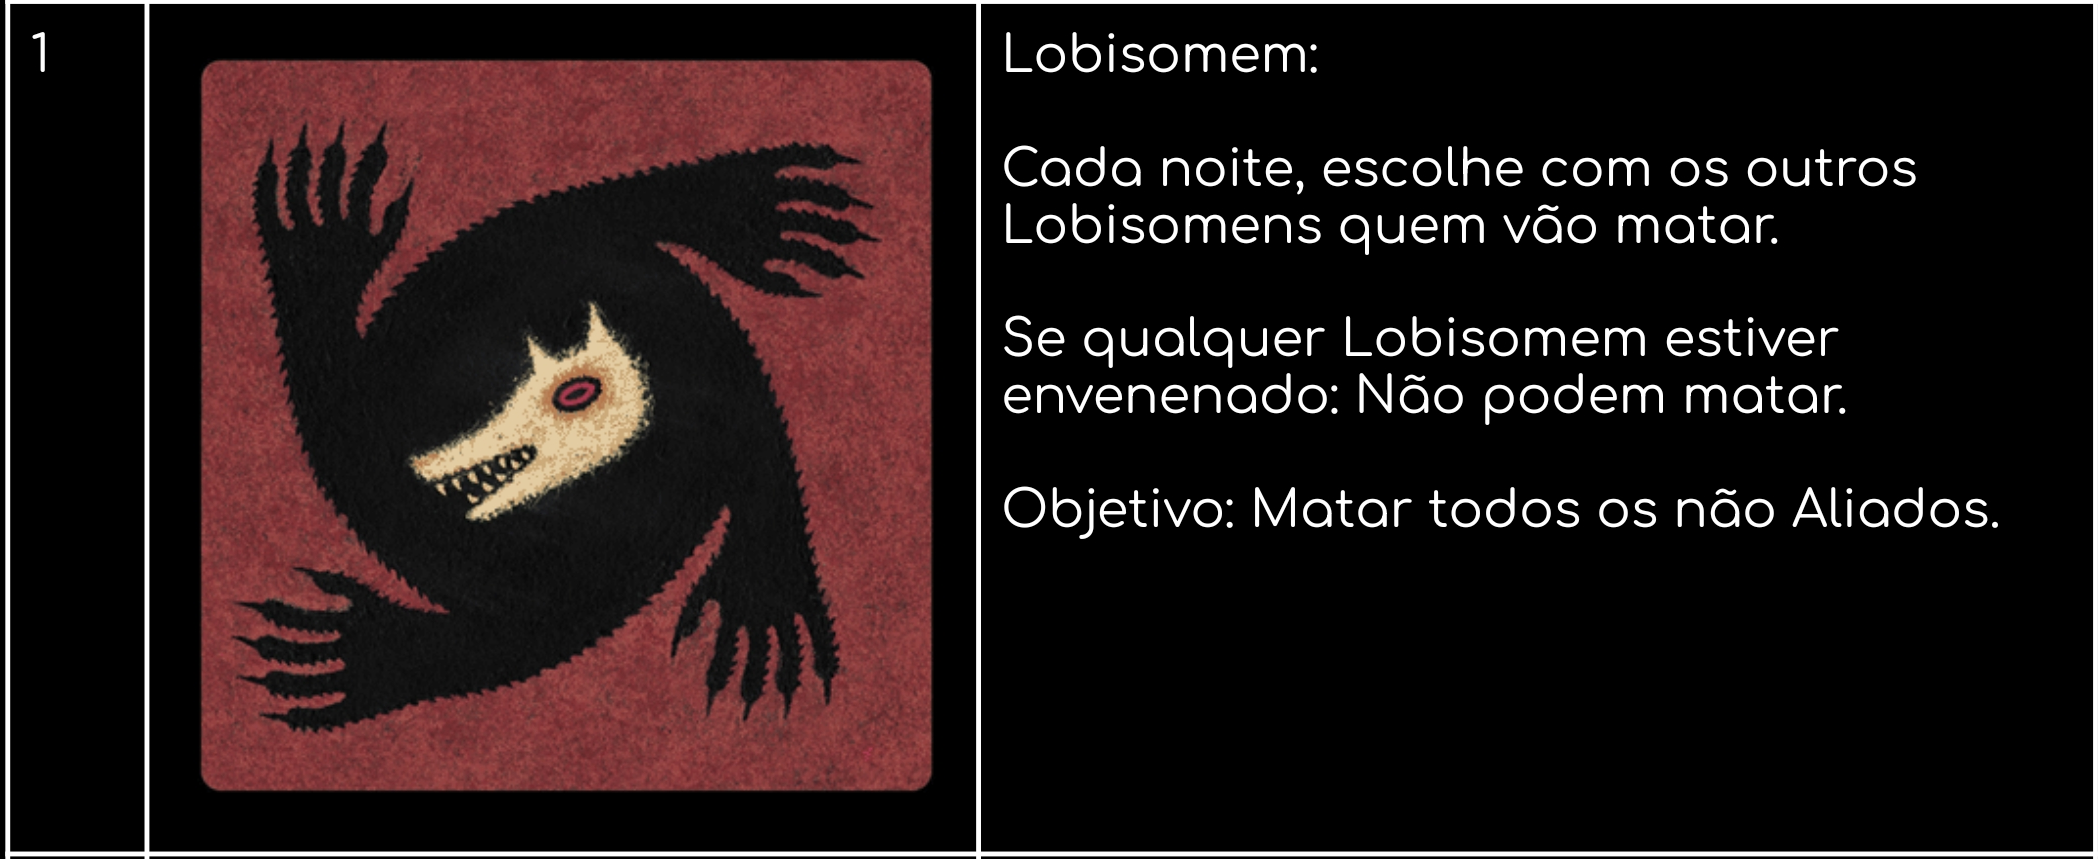 1
Lobisomem:
Cada noite, escolhe com os outros
Lobisomens quem vão matar.
Se qualquer Lobisomem estiver
envenenado: Não podem matar.
Objetivo: Matar todos os não Aliados.